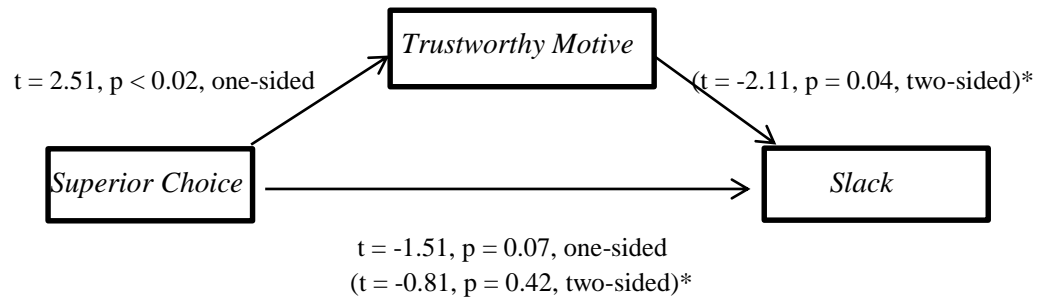 Trustworthy Motive
t = 2.51, p < 0.02, one-sided
(t = -2.11, p = 0.04, two-sided)*
Superior Choice
Slack
t = -1.51, p = 0.07, one-sided
(t = -0.81, p = 0.42, two-sided)*